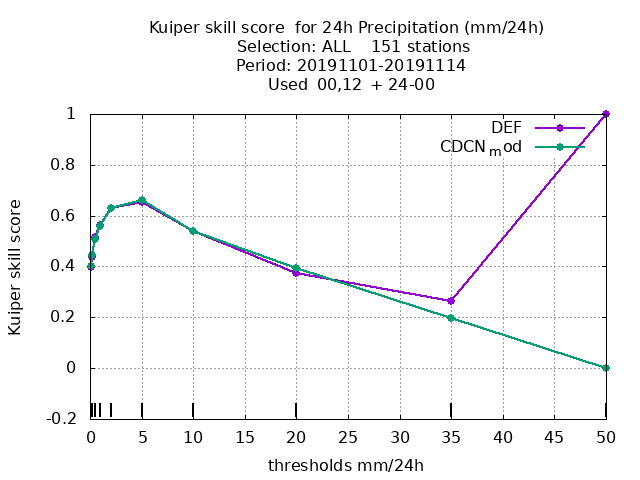 Kuiper skill score  for 24h Precipitation (mm/24h)
Selection: ALL    151 stations
Period: 20191101-20191114
Used  00,12  + 24-00
DEF
CDCNmod
1
0.8
0.6
0.4
0.2
0
-0.2
Kuiper skill score
0 5 10 15 20 25 30 35 40 45 50
thresholds mm/24h